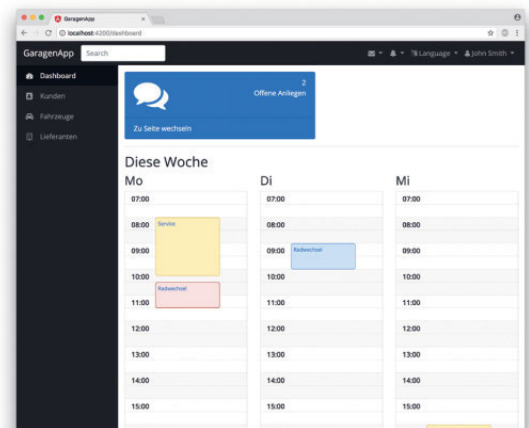 GaragenApp
localhost:4200/dashboard
GaragenApp Search Language John Smith
Dashboard
Kunden
Fahrzeuge
Lieferanten
2
Offene Anliegen
Zu Seite wechseln
Diese Woche
Mo Di Mi
07:00 07:00 07:00
08:00 Service 08:00 08:00
09:00 09:00 Radwechsel 09:00
10:00 10:00 10:00
Radwechsel
11:00 11:00 11:00
12:00 12:00 12:00
13:00 13:00 13:00
14:00 14:00 14:00
15:00 15:00 15:00